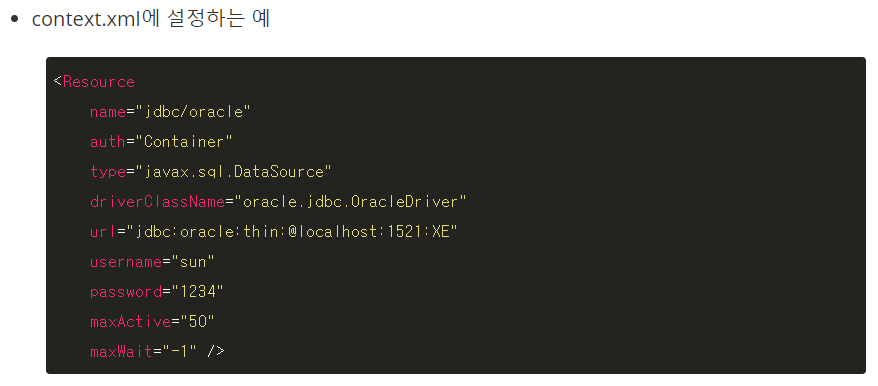 context.xml에 설정하는 예
<Resource
name="jdbc/oracle"
auth="Container"
type="javax.sql.DataSource"
driverClassName="oracle.jdbc.OracleDriver"
url="jdbc:oracle:thin:@localhost:1521:XE"
username="sun"
password="1234"
maxActive="50"
maxWait="-1" />